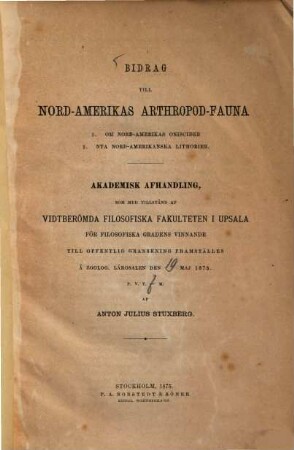 BIDRAG
TILL
NORD-AMERIKAS ARTHROPOD-FAUNA
1. OM NORD-AMERIKAS ONISCIDER
2. NYA NORD-AMERIKANSKA LITHOBIER.
AKADEMISK AFHANDLING,
SOM MED TILLSTÅND AF
VIDTBERÖMDA FILOSOFISKA FAKULTETEN I UPSALA
FÖR FILOSOFISKA GRADENS VINNANDE
TILL OFFENTLIG GRANSKNING FRAMSTÄLLES
Å ZOOLOG. LÄROSALEN DEN 19 MAJ 1875.
P. V. T. f M.
AF
ANTON JULIUS STUXBERG.
STOCKHOLM, 1875.
P. A. NORSTEDT & SÖNER
KONGL. BOKTRYCKARE